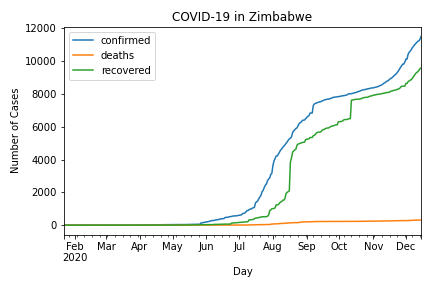 COVID-19 in Zimbabwe
confirmed
deaths
recovered
12000
10000
8000
6000
4000
2000
0
Number of Cases
Feb Mar Apr May Jun Jul Aug Sep Oct Nov Dec
2020
Day